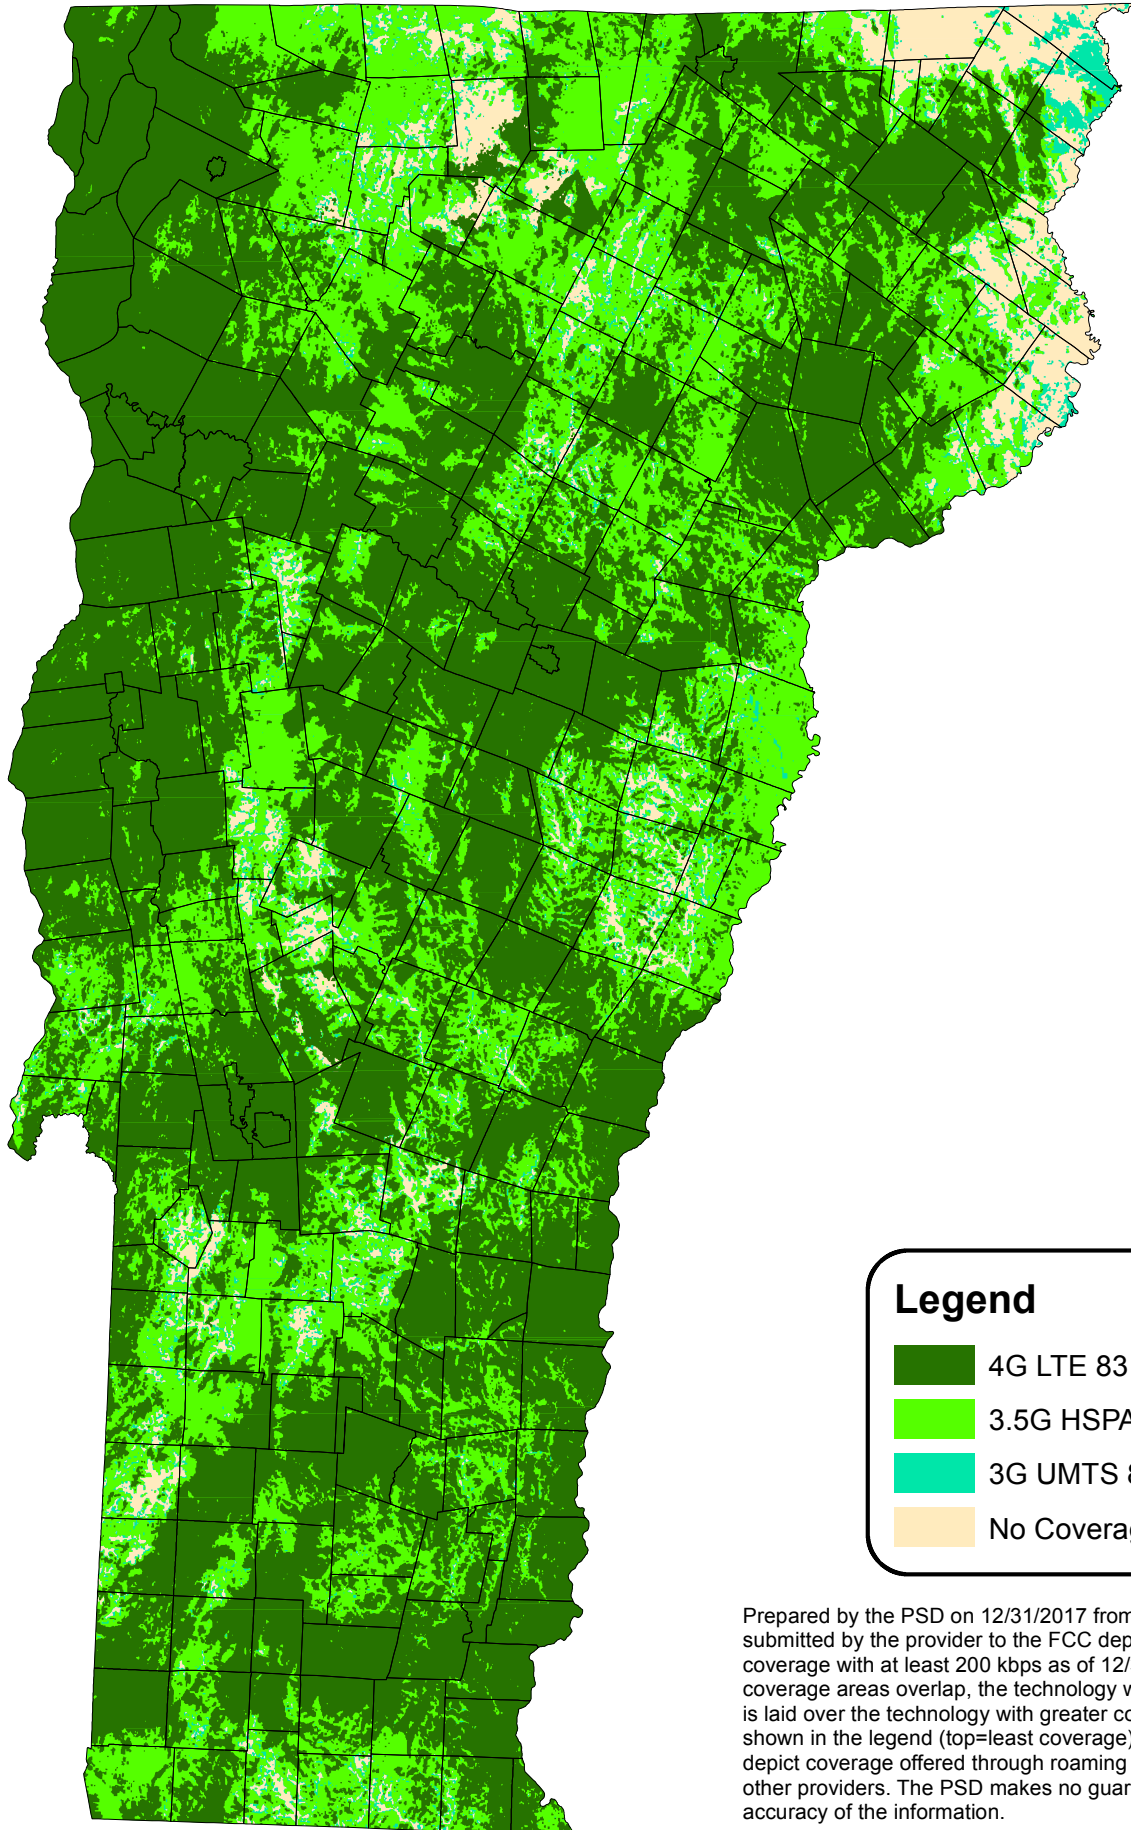 Legend
4G LTE 83
3.5G HSPA
3G UMTS
No Coverag
Prepared by the PSD on 12/31/2017 from
submitted by the provider to the FCC dep
coverage with at least 200 kbps as of 12/
coverage areas overlap, the technology w
is laid over the technology with greater co
shown in the legend (top=least coverage)
depict coverage offered through roaming
other providers. The PSD makes no guar
accuracy of the information.